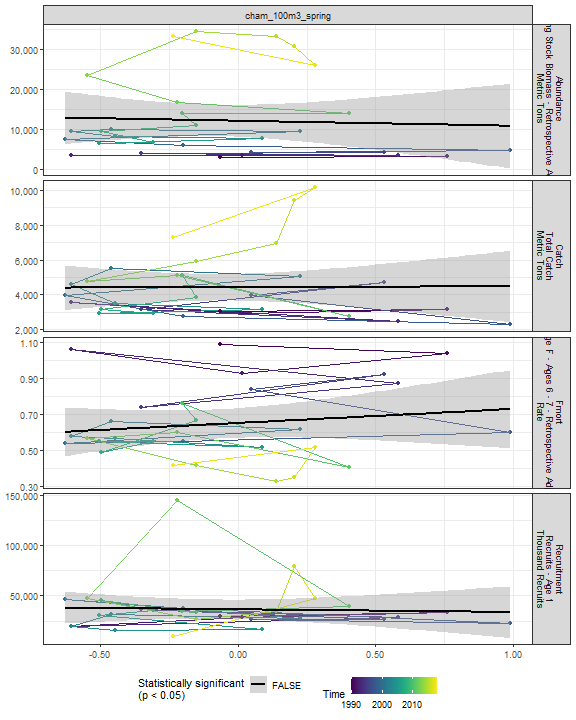 cham_100m3_spring
30,000
20,000
10,000
0
Abundance
ng Stock Biomass - Retrospective A
Metric Tons
10,000
8,000
6,000
4,000
2,000
Catch
Total Catch
Metric Tons
1.10
0.90
0.70
0.50
0.30
Fmort
e F - Ages 6 - 7 - Retrospective Ad
Rate
150,000
100,000
50,000
Recruitment
Recruits - Age 1
Thousand Recruits
-0.50
0.00
0.50
1.00
Statistically significant
(p < 0.05)
FALSE
Time
1990 2000 2010